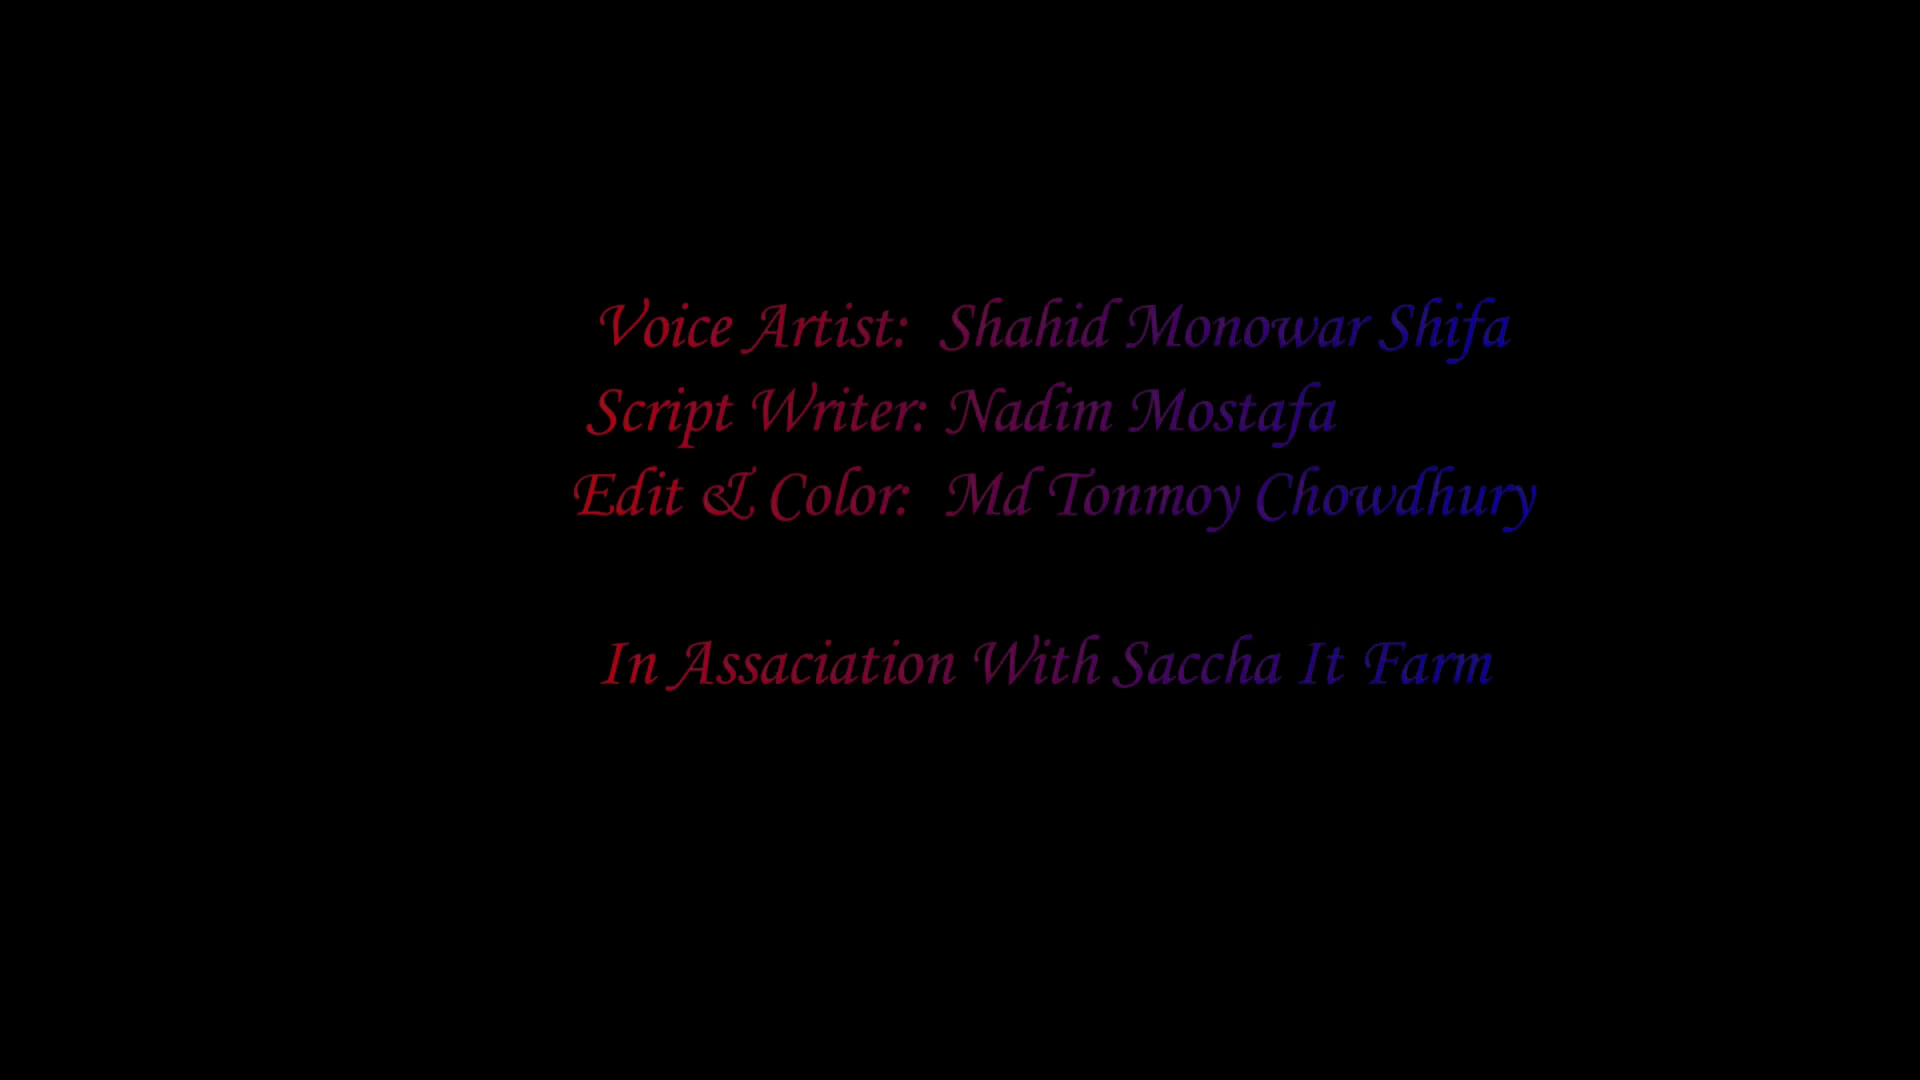 Voice Artist: Shahid Monowar Shifa
Script Writer: Nadim Mostafa
Edit & Color: Md Tonmoy Chowdhury
In Assaciation With Saccha It Farm